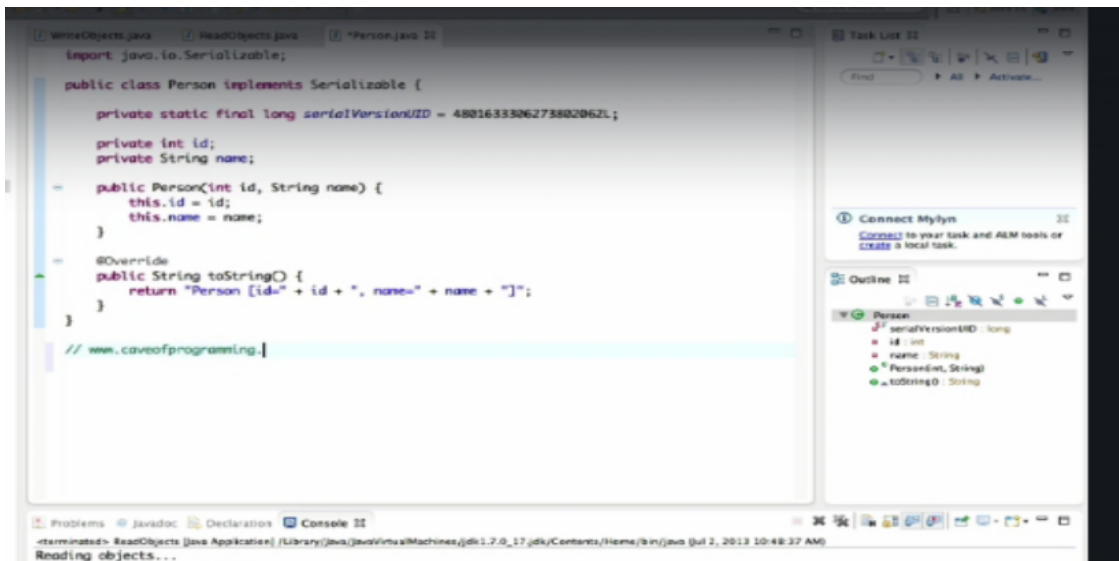 WriteObjects.java ReadObjects.java *Person.java
Task List
import java.io.Serializable;
Find All Activate...
public class Person implements Serializable {
private static final long serialVersionUID = 4801633306273802062L;
private int id;
private String name;
public Person(int id, String name) {
this.id = id;
this.name = name;
}
@Override
public String toString() {
return "Person [id=" + id + ", name=" + name + "]";
}
}
// www.caveofprogramming.
Connect Mylyn
Connect to your task and ALM tools or
create a local task.
Outline
Person
serialVersionUID : long
id : int
name : String
Person(int, String)
toString() : String
Problems Javadoc Declaration Console
<terminated> ReadObjects [Java Application] /Library/Java/JavaVirtualMachines/jdk1.7.0_17.jdk/Contents/Home/bin/java (Jul 2, 2013 10:48:37 AM)
Reading objects...